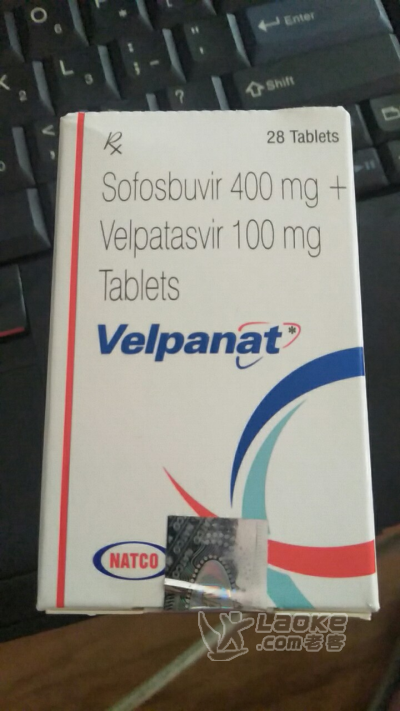 K
L
O
P
Enter
Shift
Rx
28 Tablets
Sofosbuvir 400 mg +
Velpatasvir 100 mg
Tablets
Velpanat*
NATCO
Laoke
.com老客